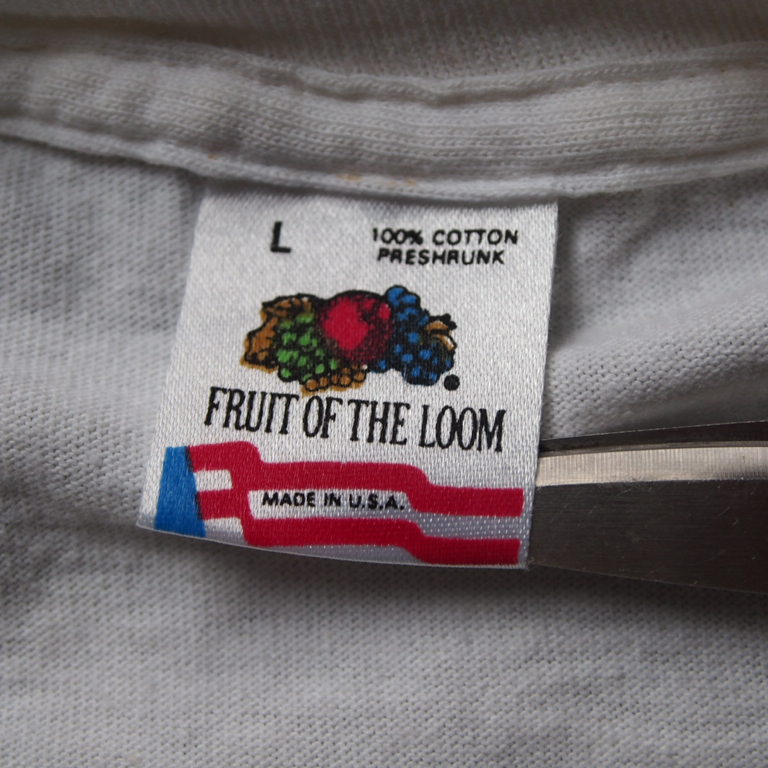 L
100% COTTON
PRESHRUNK
FRUIT OF THE LOOM
MADE IN U.S.A.